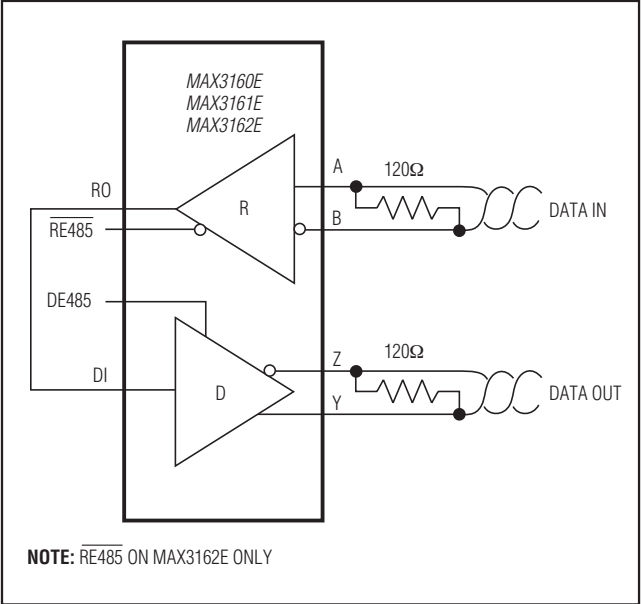 MAX3160E
MAX3161E
MAX3162E
RO
R
A
120Ω
B
DATA IN
RE485
DE485
DI
D
Z
120Ω
Y
DATA OUT
NOTE: RE485 ON MAX3162E ONLY